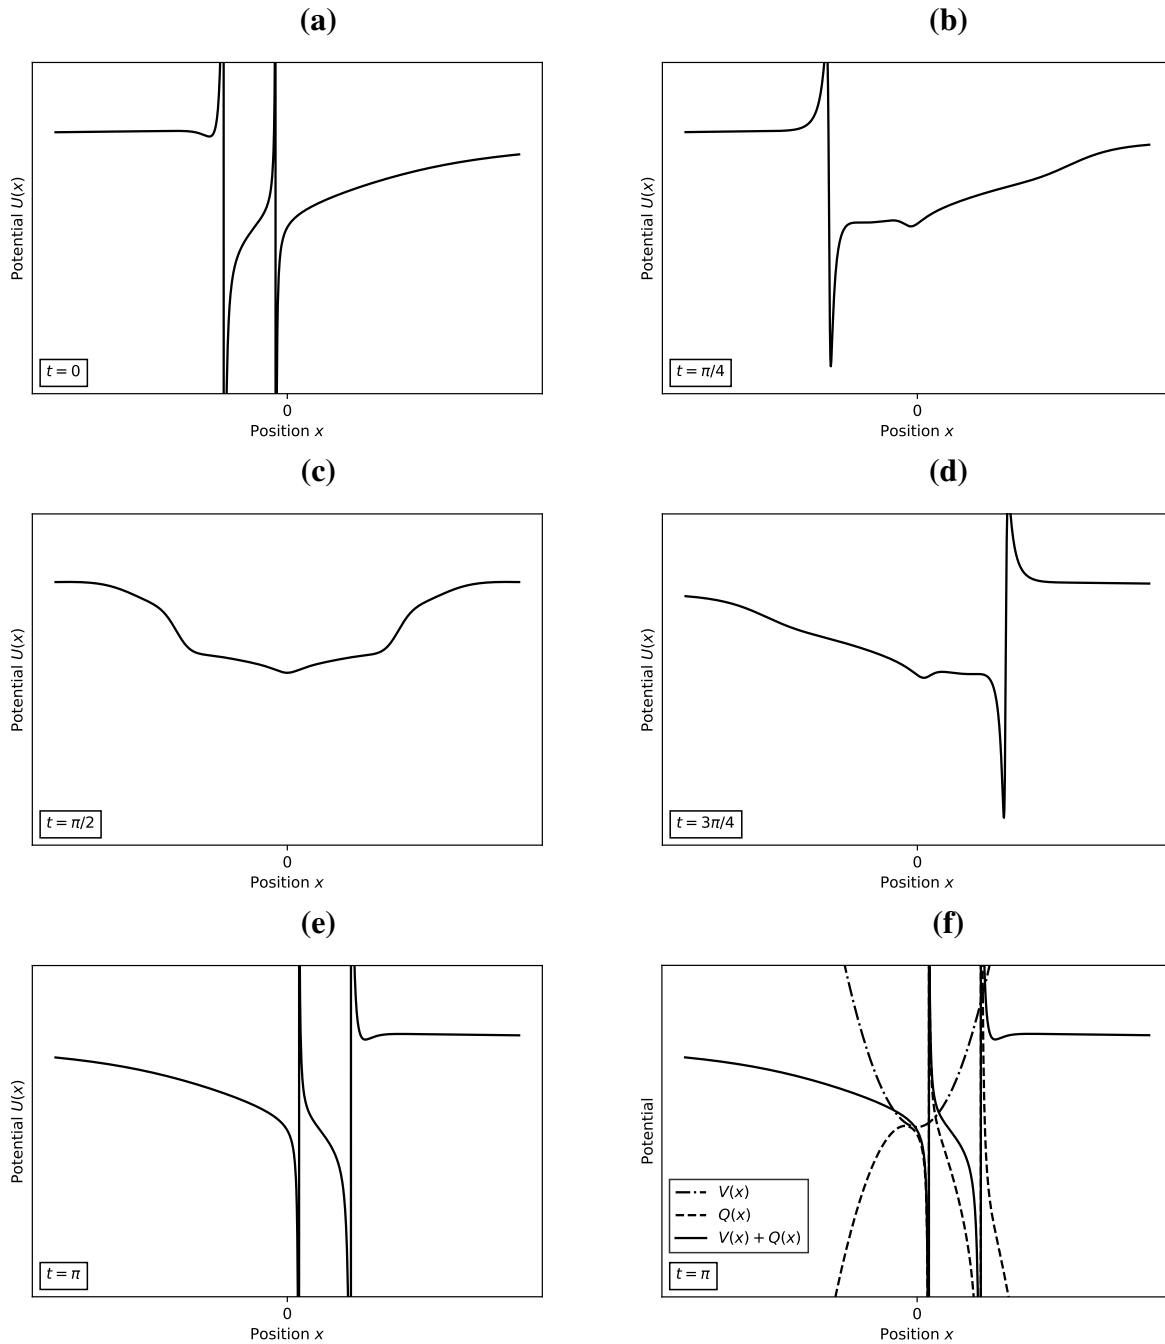 (a)
(b)
Potential U(x)
t = 0
0
Position x
Potential U(x)
t = π/4
0
Position x
(c)
(d)
Potential U(x)
t = π/2
0
Position x
Potential U(x)
t = 3π/4
0
Position x
(e)
(f)
Potential U(x)
t = π
0
Position x
Potential
V(x)
Q(x)
V(x) + Q(x)
t = π
0
Position x